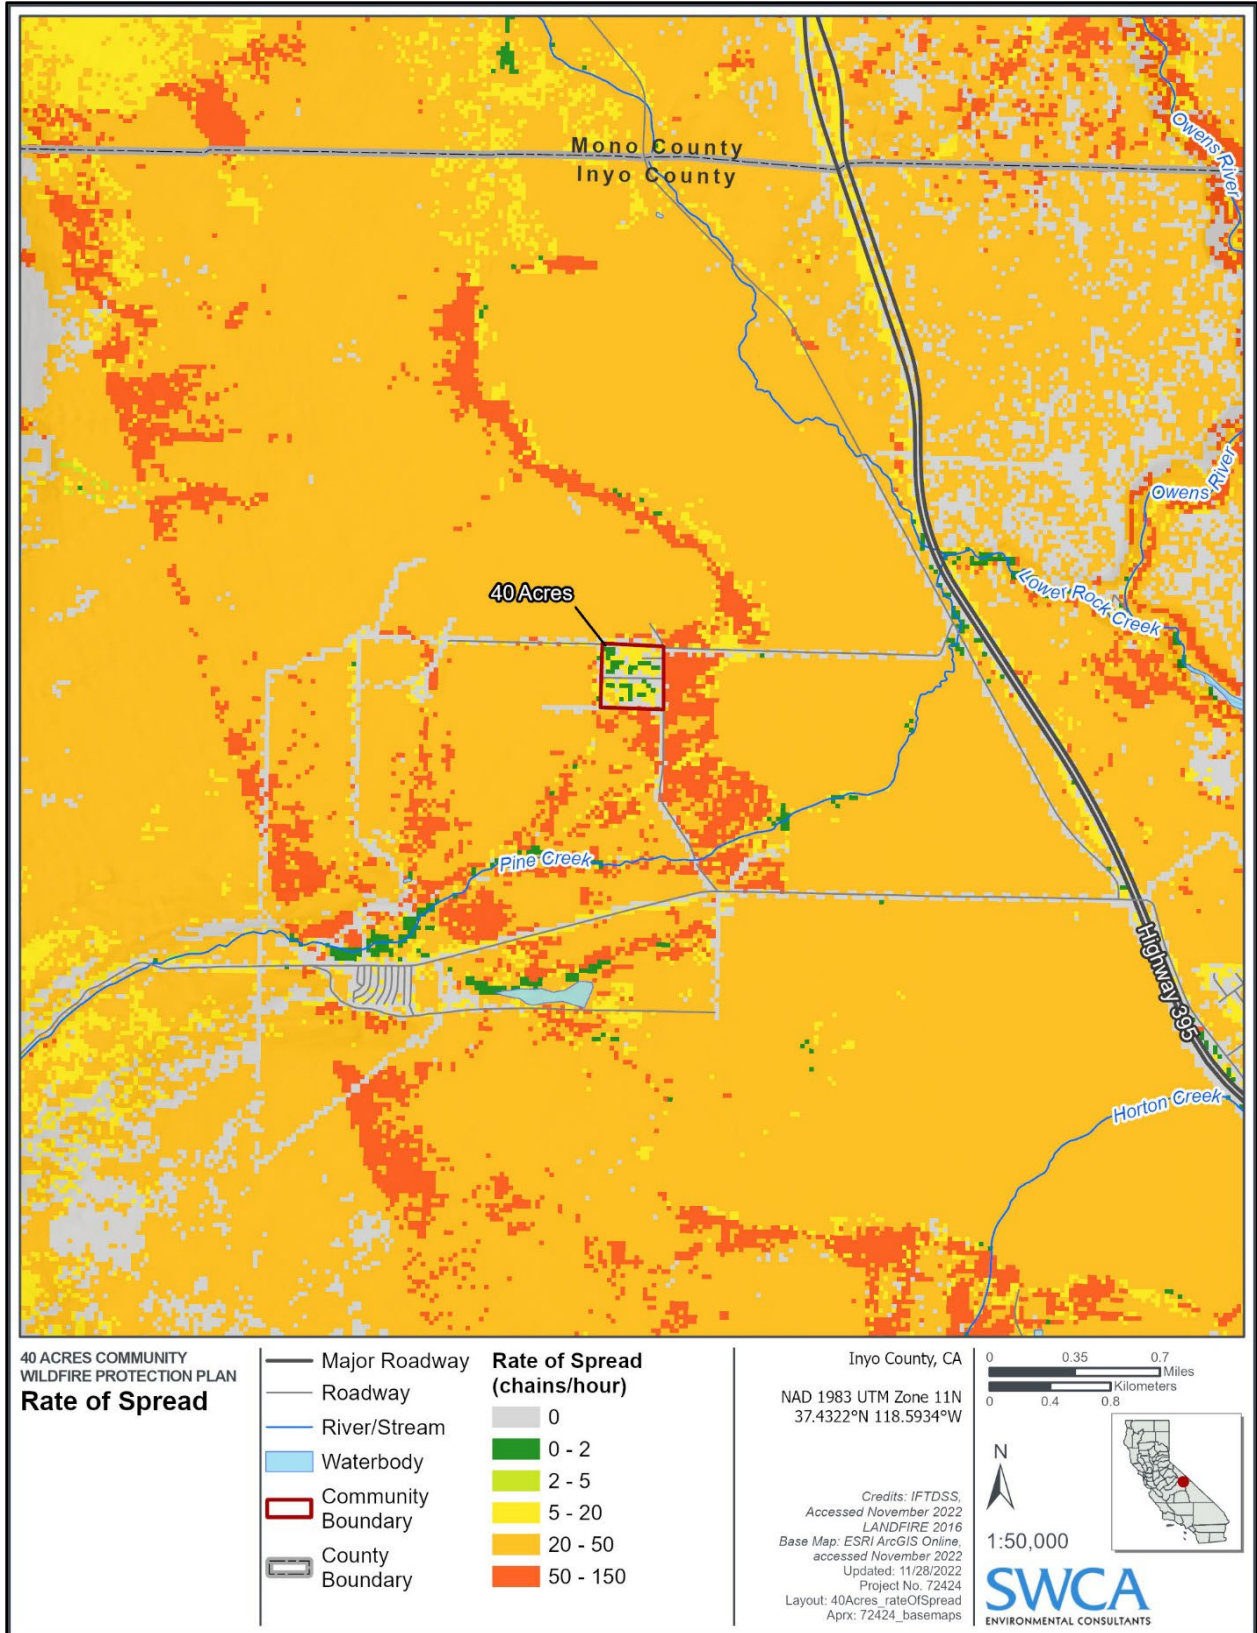 Mono County
Inyo County
Owens River
Owens River
Lower Rock Creek
40 Acres
Pine Creek
Highway 395
Horton Creek
40 ACRES COMMUNITY
WILDFIRE PROTECTION PLAN
Rate of Spread
Major Roadway
Roadway
River/Stream
Waterbody
Community
Boundary
County
Boundary
Rate of Spread
(chains/hour)
0
0 - 2
2 - 5
5 - 20
20 - 50
50 - 150
Inyo County, CA
NAD 1983 UTM Zone 11N
37.4322°N 118.5934°W
Credits: IFTDSS,
Accessed November 2022
LANDFIRE 2016
Base Map: ESRI ArcGIS Online,
accessed November 2022
Updated: 11/28/2022
Project No. 72424
Layout: 40Acres_rateOfSpread
Aprx: 72424_basemaps
0 0.35 0.7
Miles
Kilometers
0 0.4 0.8
N
1:50,000
SWCA
ENVIRONMENTAL CONSULTANTS